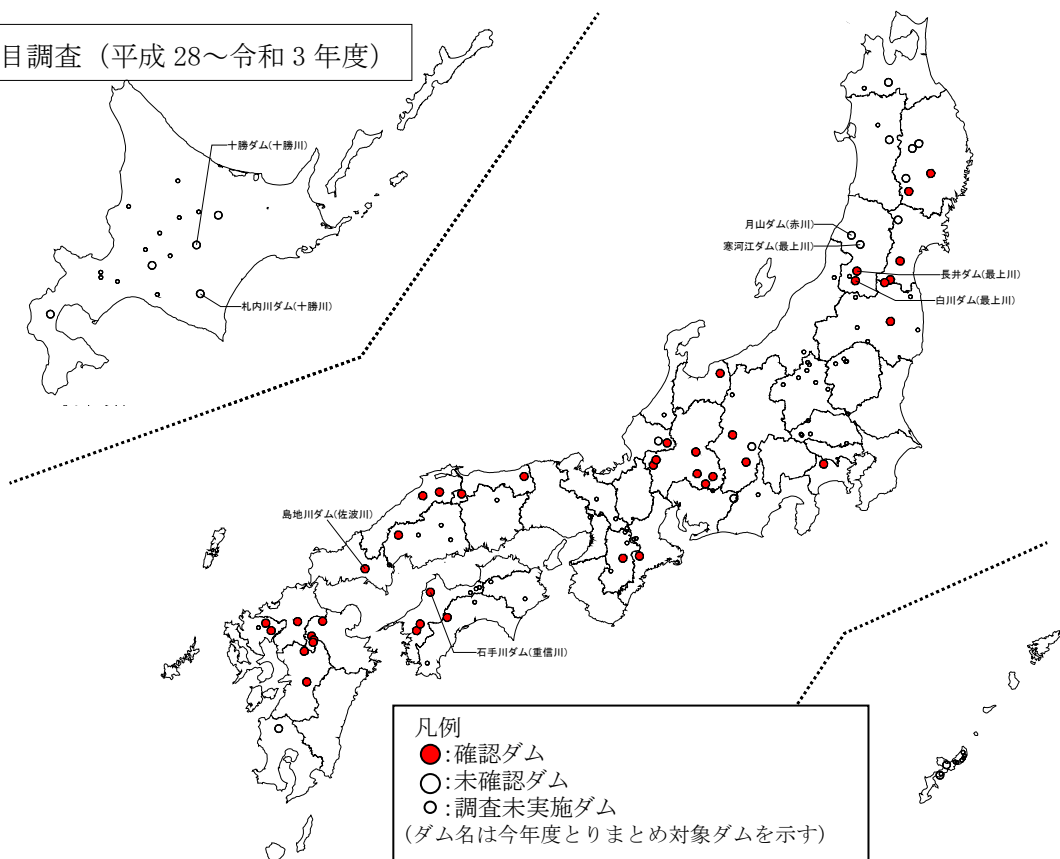 目調査（平成 28～令和 3 年度）
十勝ダム(十勝川)
札内川ダム(十勝川)
月山ダム(赤川)
寒河江ダム(最上川)
長井ダム(最上川)
白川ダム(最上川)
島地川ダム(佐波川)
石手川ダム(重信川)
凡例
:確認ダム
:未確認ダム
:調査未実施ダム
(ダム名は今年度とりまとめ対象ダムを示す)